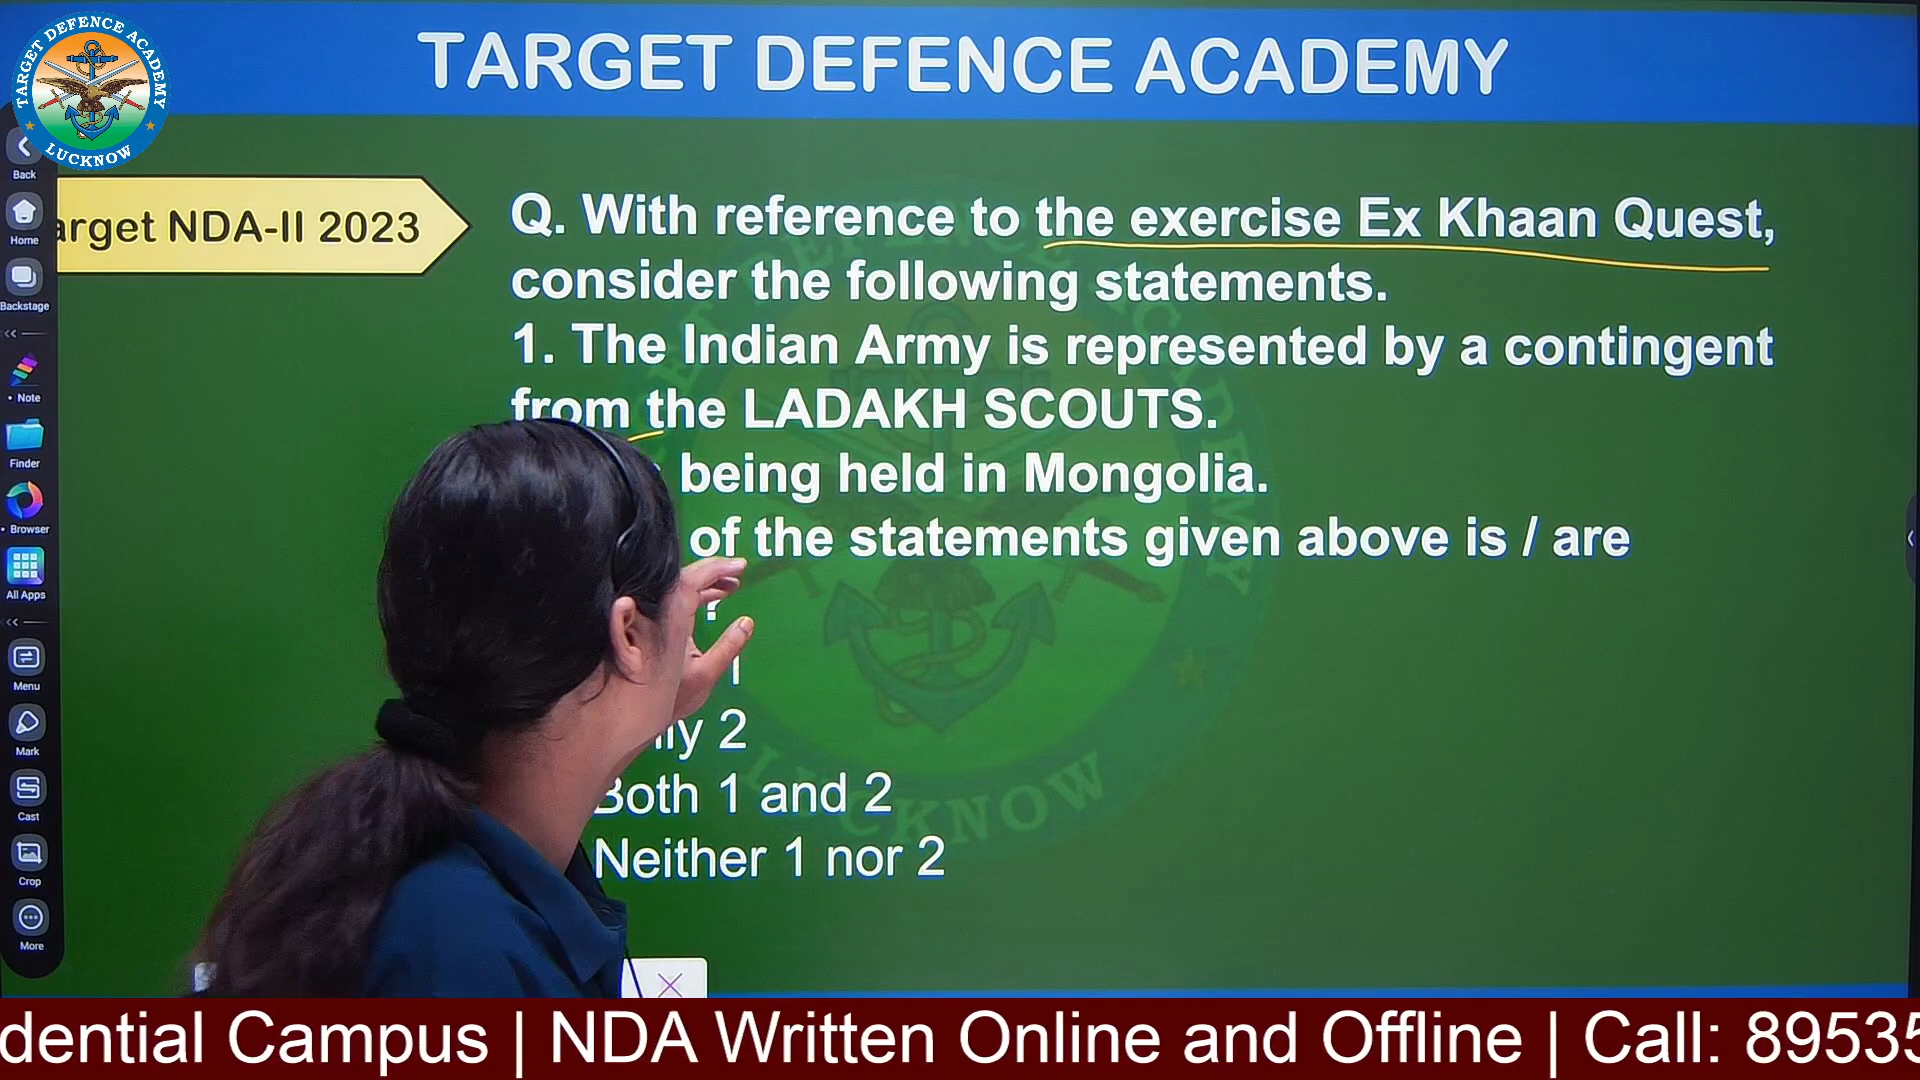 TARGET DEFENCE ACADEMY
TARGET DEFENCE ACADEMY
LUCKNOW
Back
Home
Backstage
Note
Finder
Browser
All Apps
Menu
Mark
Cast
Crop
More
arget NDA-II 2023
Q. With reference to the exercise Ex Khaan Quest,
consider the following statements.
1. The Indian Army is represented by a contingent
from the LADAKH SCOUTS.
being held in Mongolia.
of the statements given above is / are
?
1
ly 2
Both 1 and 2
Neither 1 nor 2
LUCKNOW
dential Campus | NDA Written Online and Offline | Call: 89535